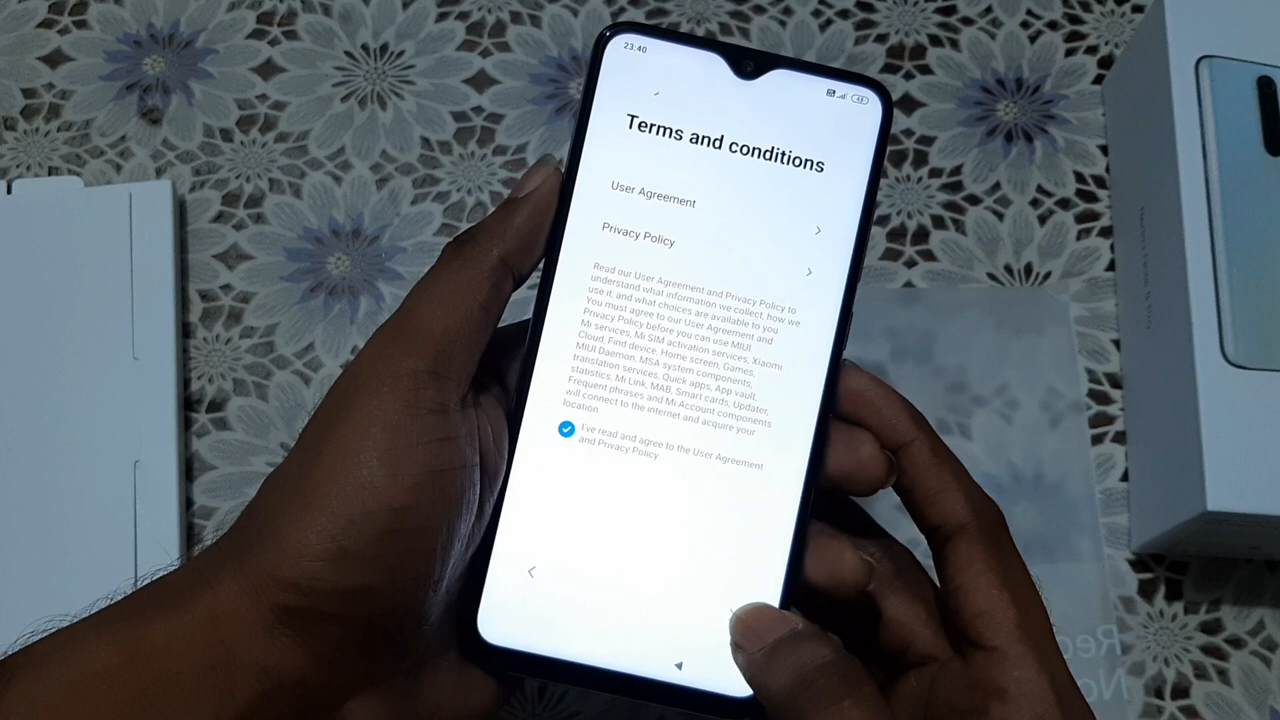 23:40
43
Terms and conditions
User Agreement
Privacy Policy
Read our User Agreement and Privacy Policy to
understand what information we collect, how we
use it, and what choices are available to you
You must agree to our User Agreement and
Privacy Policy before you can use MIUI
Mi services, Mi SIM activation services, Xiaomi
Cloud, Find device, Home screen, Games,
MIUI Daemon, MSA system components,
translation services, Quick apps, App vault,
statistics, Mi Link, MAB, Smart cards, Updater,
Frequent phrases and Mi Account components
will connect to the internet and acquire your
location
I've read and agree to the User Agreement
and Privacy Policy